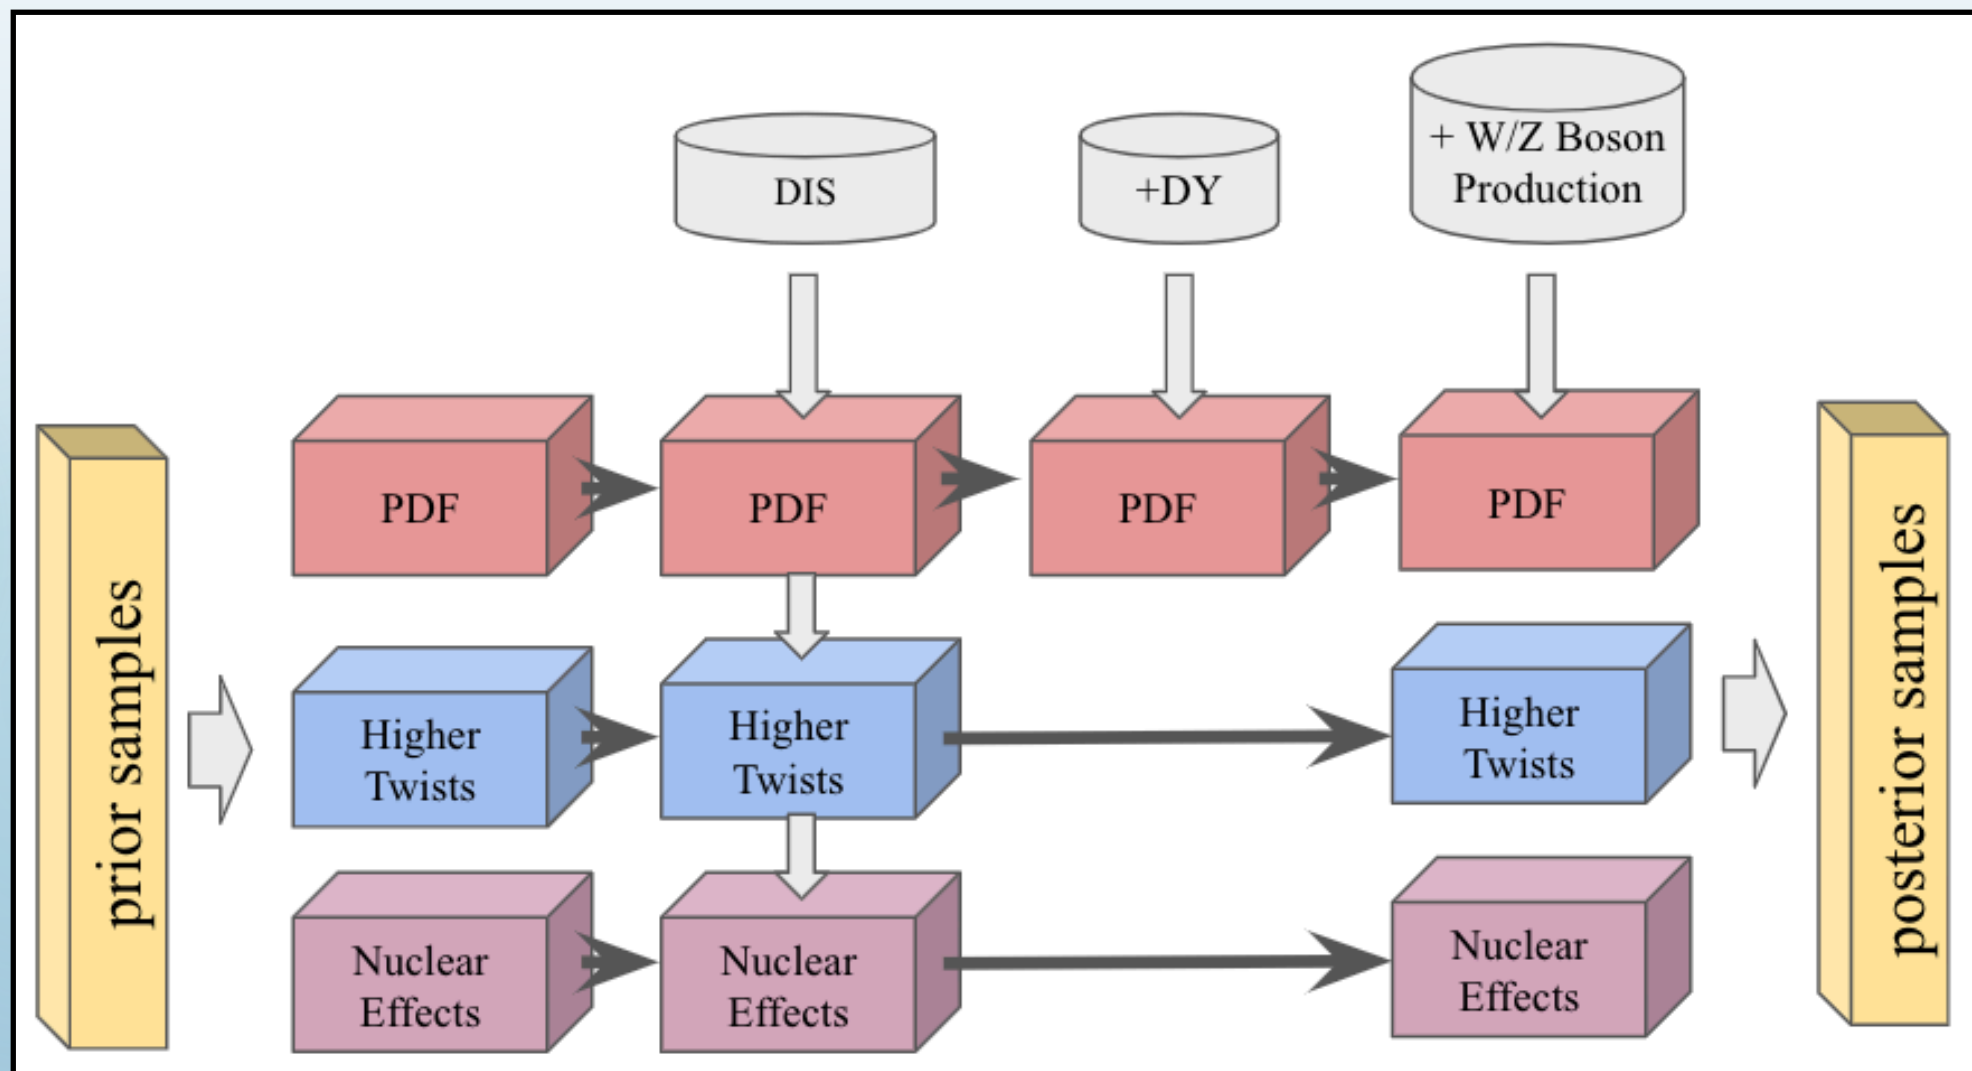 DIS
+DY
+ W/Z Boson
Production
prior samples
PDF
PDF
PDF
PDF
Higher
Twists
Higher
Twists
Higher
Twists
Nuclear
Effects
Nuclear
Effects
Nuclear
Effects
posterior samples